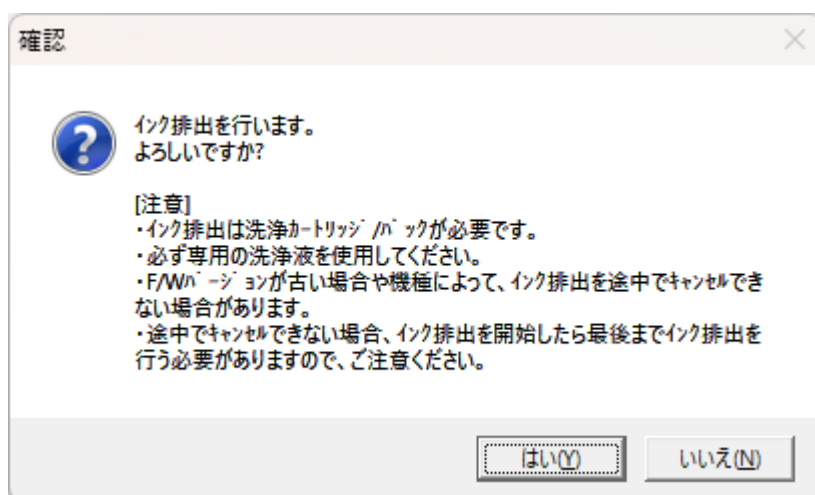 確認
ｲﾝｸ排出を行います。
よろしいですか?
[注意]
・ｲﾝｸ排出は洗浄ｶｰﾄﾘｯｼﾞ/ﾊﾟｯｸが必要です。
・必ず専用の洗浄液を使用してください。
・F/Wﾊﾞｰｼﾞｮﾝが古い場合や機種によって、ｲﾝｸ排出を途中でｷｬﾝｾﾙでき
ない場合があります。
・途中でｷｬﾝｾﾙできない場合、ｲﾝｸ排出を開始したら最後までｲﾝｸ排出を
行う必要がありますので、ご注意ください。
はい(Y)
いいえ(N)